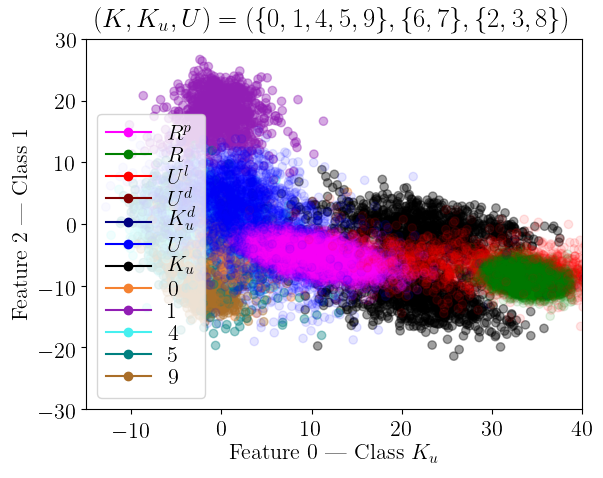 (K, K_u, U) = ({0, 1, 4, 5, 9}, {6, 7}, {2, 3, 8})
30
20
10
0
−10
−20
−30
Feature 2 — Class 1
R^p
R
U^l
U^d
K_u^d
U
K_u
0
1
4
5
9
−10 0 10 20 30 40
Feature 0 — Class K_u